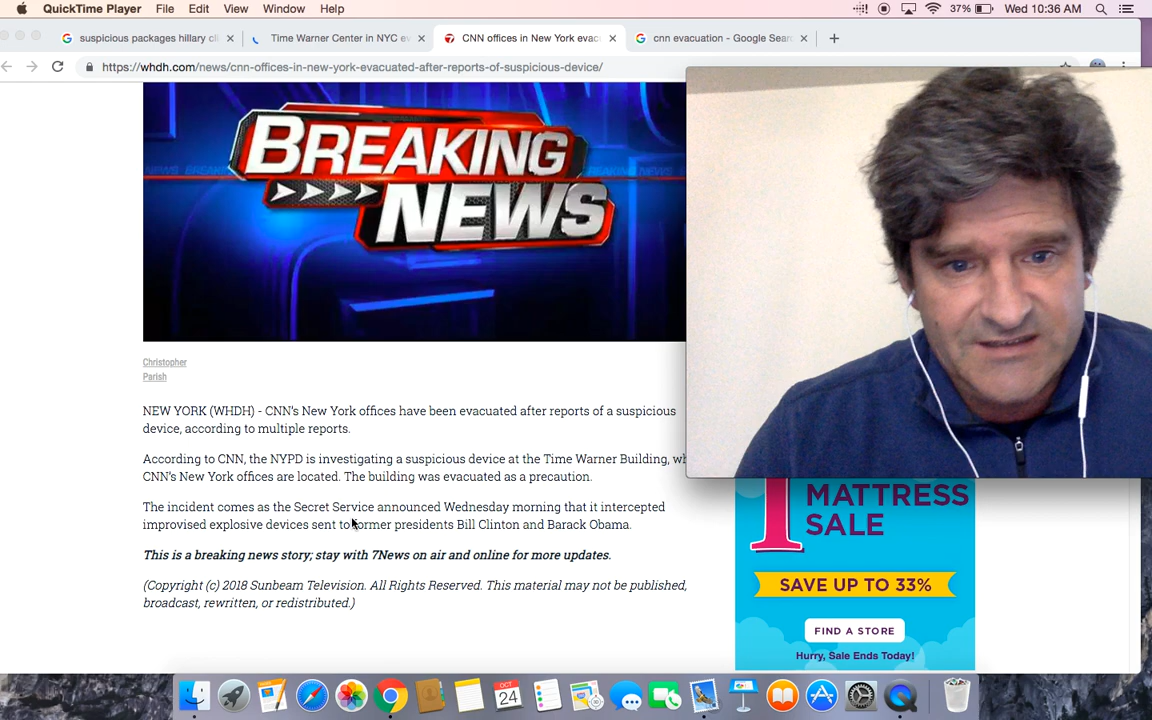 QuickTime Player File Edit View Window Help 37% Wed 10:36 AM
suspicious packages hillary cli
Time Warner Center in NYC ev
CNN offices in New York evac
cnn evacuation - Google Sear
https://whdh.com/news/cnn-offices-in-new-york-evacuated-after-reports-of-suspicious-device/
BREAKING
NEWS
Christopher
Parish
NEW YORK (WHDH) - CNN's New York offices have been evacuated after reports of a suspicious
device, according to multiple reports.
According to CNN, the NYPD is investigating a suspicious device at the Time Warner Building, wh
CNN's New York offices are located. The building was evacuated as a precaution.
The incident comes as the Secret Service announced Wednesday morning that it intercepted
improvised explosive devices sent to former presidents Bill Clinton and Barack Obama.
This is a breaking news story; stay with 7News on air and online for more updates.
(Copyright (c) 2018 Sunbeam Television. All Rights Reserved. This material may not be published,
broadcast, rewritten, or redistributed.)
1
MATTRESS
SALE
SAVE UP TO 33%
FIND A STORE
Hurry, Sale Ends Today!
OCT
24